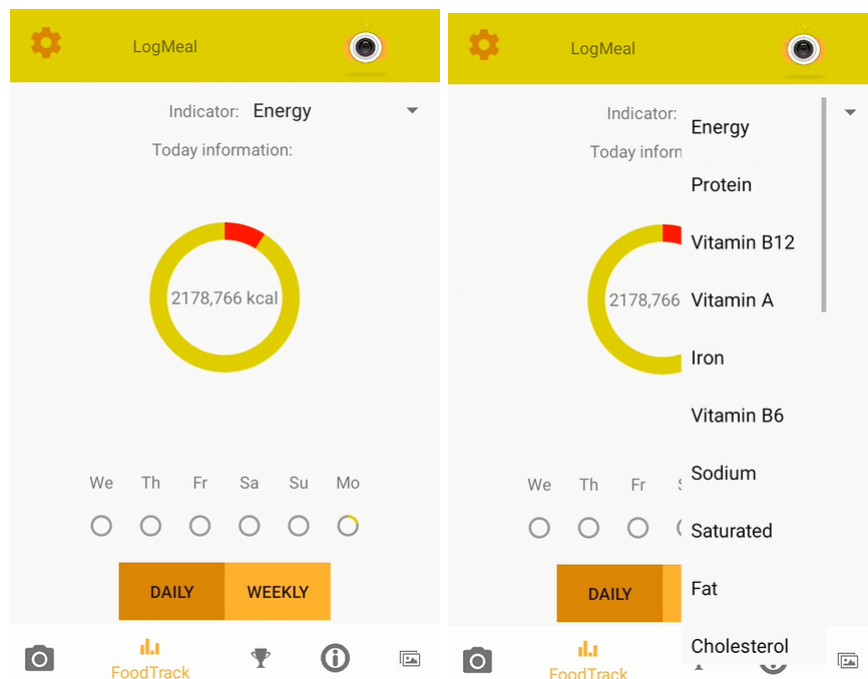 LogMeal
Indicator: Energy
Today information:
2178,766 kcal
We Th Fr Sa Su Mo
DAILY WEEKLY
FoodTrack
LogMeal
Indicator:
Energy
Today inforn
Protein
Vitamin B12
Vitamin A
2178,766
Iron
Vitamin B6
Sodium
We Th Fr
Saturated
DAILY
Fat
Cholesterol
FoodTrack